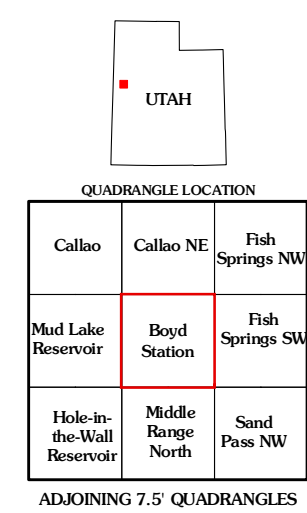 UTAH
QUADRANGLE LOCATION
Callao
Callao NE
Fish
Springs NW
Mud Lake
Reservoir
Boyd
Station
Fish
Springs SW
Hole-in-
the-Wall
Reservoir
Middle
Range
North
Sand
Pass NW
ADJOINING 7.5' QUADRANGLES